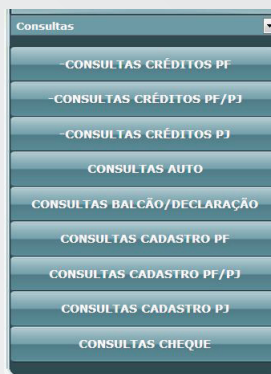 Consultas
-CONSULTAS CRÉDITOS PF
-CONSULTAS CRÉDITOS PF/PJ
-CONSULTAS CRÉDITOS PJ
CONSULTAS AUTO
CONSULTAS BALCÃO/DECLARAÇÃO
CONSULTAS CADASTRO PF
CONSULTAS CADASTRO PF/PJ
CONSULTAS CADASTRO PJ
CONSULTAS CHEQUE